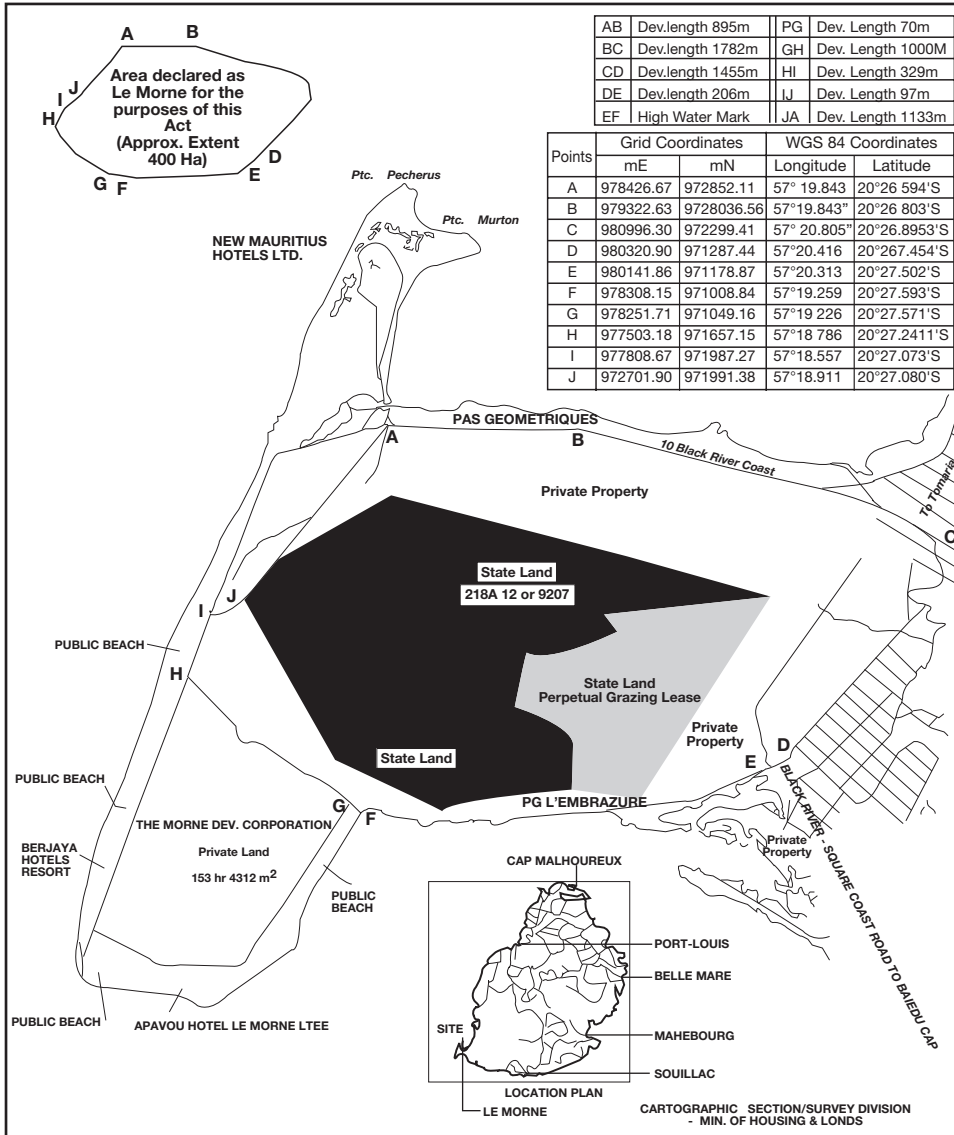 A B
Area declared as
Le Morne for the
purposes of this
Act
(Approx. Extent
400 Ha)
J
I
H
G F
D
E
AB Dev.length 895m PG Dev. Length 70m
BC Dev.length 1782m GH Dev. Length 1000M
CD Dev.length 1455m HI Dev. Length 329m
DE Dev.length 206m IJ Dev. Length 97m
EF High Water Mark JA Dev. Length 1133m
Points Grid Coordinates WGS 84 Coordinates
mE mN Longitude Latitude
A 978426.67 972852.11 57° 19.843 20°26 594'S
B 979322.63 9728036.56 57°19.843” 20°26 803'S
C 980996.30 972299.41 57° 20.805” 20°26.8953'S
D 980320.90 971287.44 57°20.416 20°267.454'S
E 980141.86 971178.87 57°20.313 20°27.502'S
F 978308.15 971008.84 57°19.259 20°27.593'S
G 978251.71 971049.16 57°19 226 20°27.571'S
H 977503.18 971657.15 57°18 786 20°27.2411'S
I 977808.67 971987.27 57°18.557 20°27.073'S
J 972701.90 971991.38 57°18.911 20°27.080'S
Ptc. Pecherus
Ptc. Murton
NEW MAURITIUS
HOTELS LTD.
PAS GEOMETRIQUES
A
B
10 Black River Coast
To Tomaria
C
Private Property
State Land
218A 12 or 9207
J
I
PUBLIC BEACH
H
State Land
Perpetual Grazing Lease
Private
Property
State Land
E
D
PUBLIC BEACH
PG L'EMBRAZURE
G
F
THE MORNE DEV. CORPORATION
Private Land
153 hr 4312 m²
BERJAYA
HOTELS
RESORT
PUBLIC
BEACH
Private
Property
BLACK RIVER - SQUARE COAST ROAD TO BAIEDU CAP
CAP MALHOUREUX
PORT-LOUIS
BELLE MARE
PUBLIC BEACH
APAVOU HOTEL LE MORNE LTEE
SITE
MAHEBOURG
SOUILLAC
LOCATION PLAN
LE MORNE
CARTOGRAPHIC SECTION/SURVEY DIVISION
- MIN. OF HOUSING & LONDS